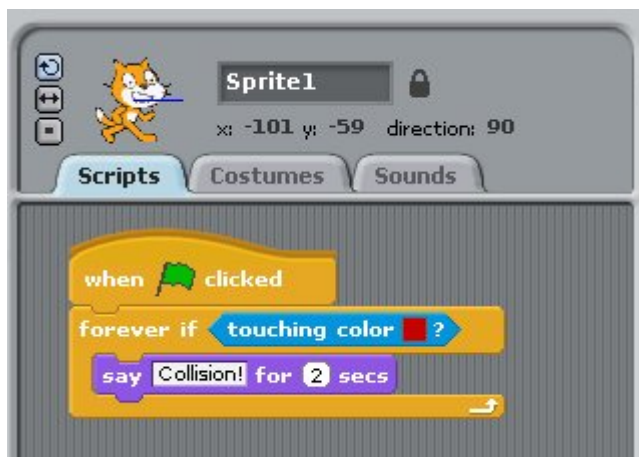 Sprite1
x: -101 y: -59 direction: 90
Scripts Costumes Sounds
when clicked
forever if touching color ?
say Collision! for 2 secs